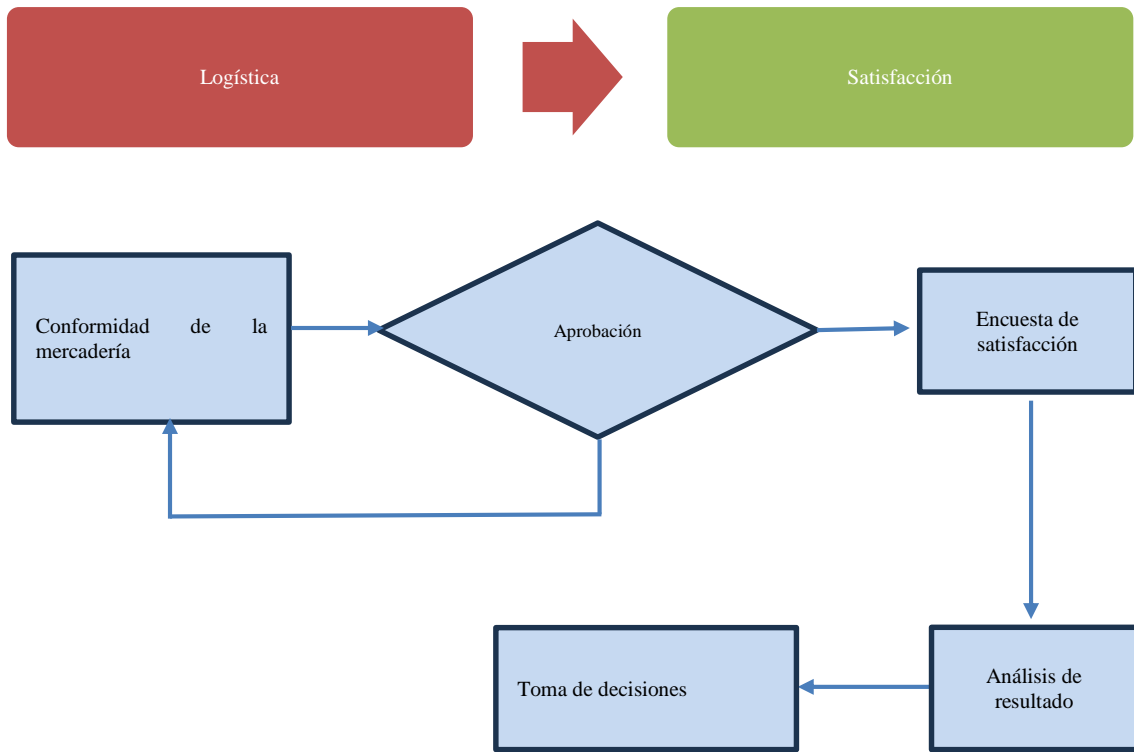 Logística
Satisfacción
Conformidad de la
mercadería
Aprobación
Encuesta de
satisfacción
Toma de decisiones
Análisis de
resultado